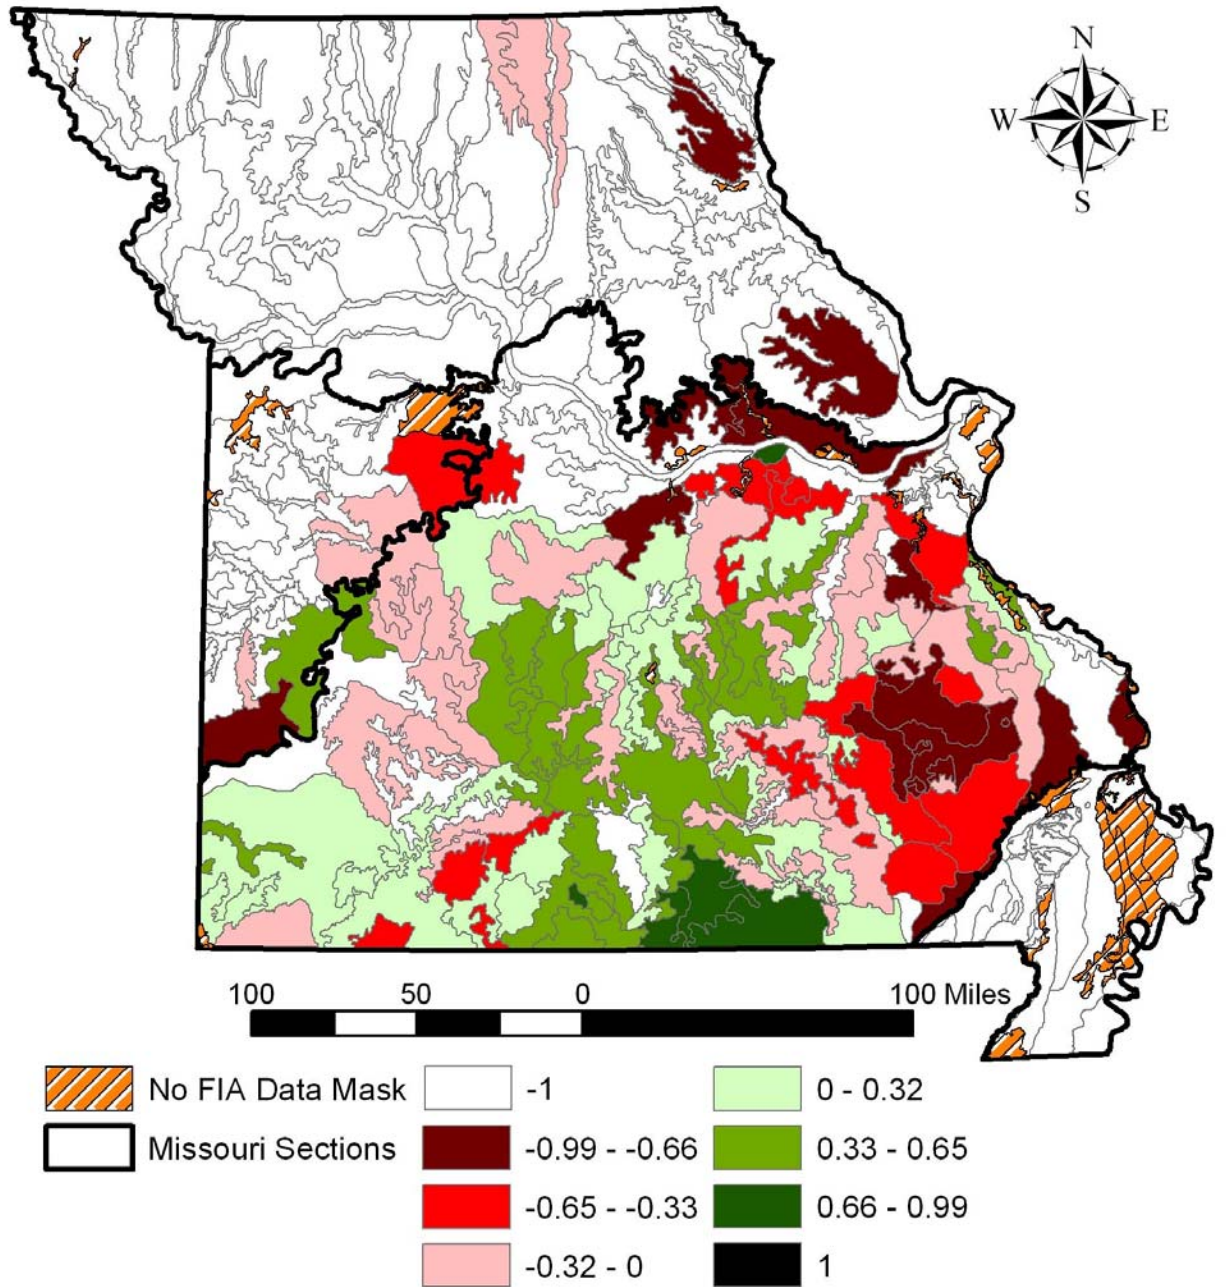 N
W E
S
100 50 0 100 Miles
No FIA Data Mask
Missouri Sections
-1
-0.99 - -0.66
-0.65 - -0.33
-0.32 - 0
0 - 0.32
0.33 - 0.65
0.66 - 0.99
1